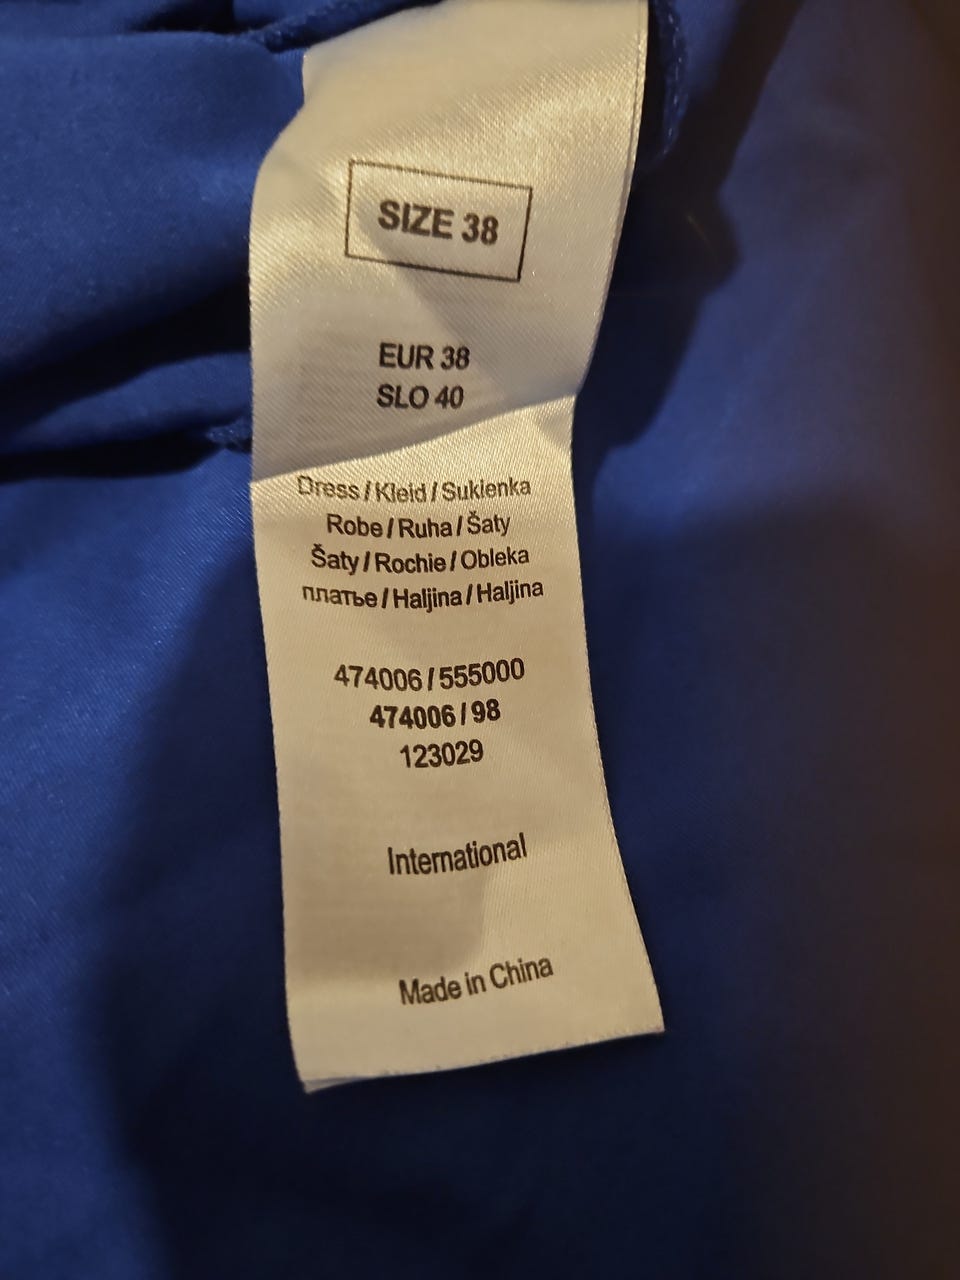 SIZE 38
EUR 38
SLO 40
Dress / Kleid / Sukienka
Robe / Ruha / Šaty
Šaty / Rochie / Obleka
платье / Haljina / Haljina
474006 / 555000
474006 / 98
123029
International
Made in China